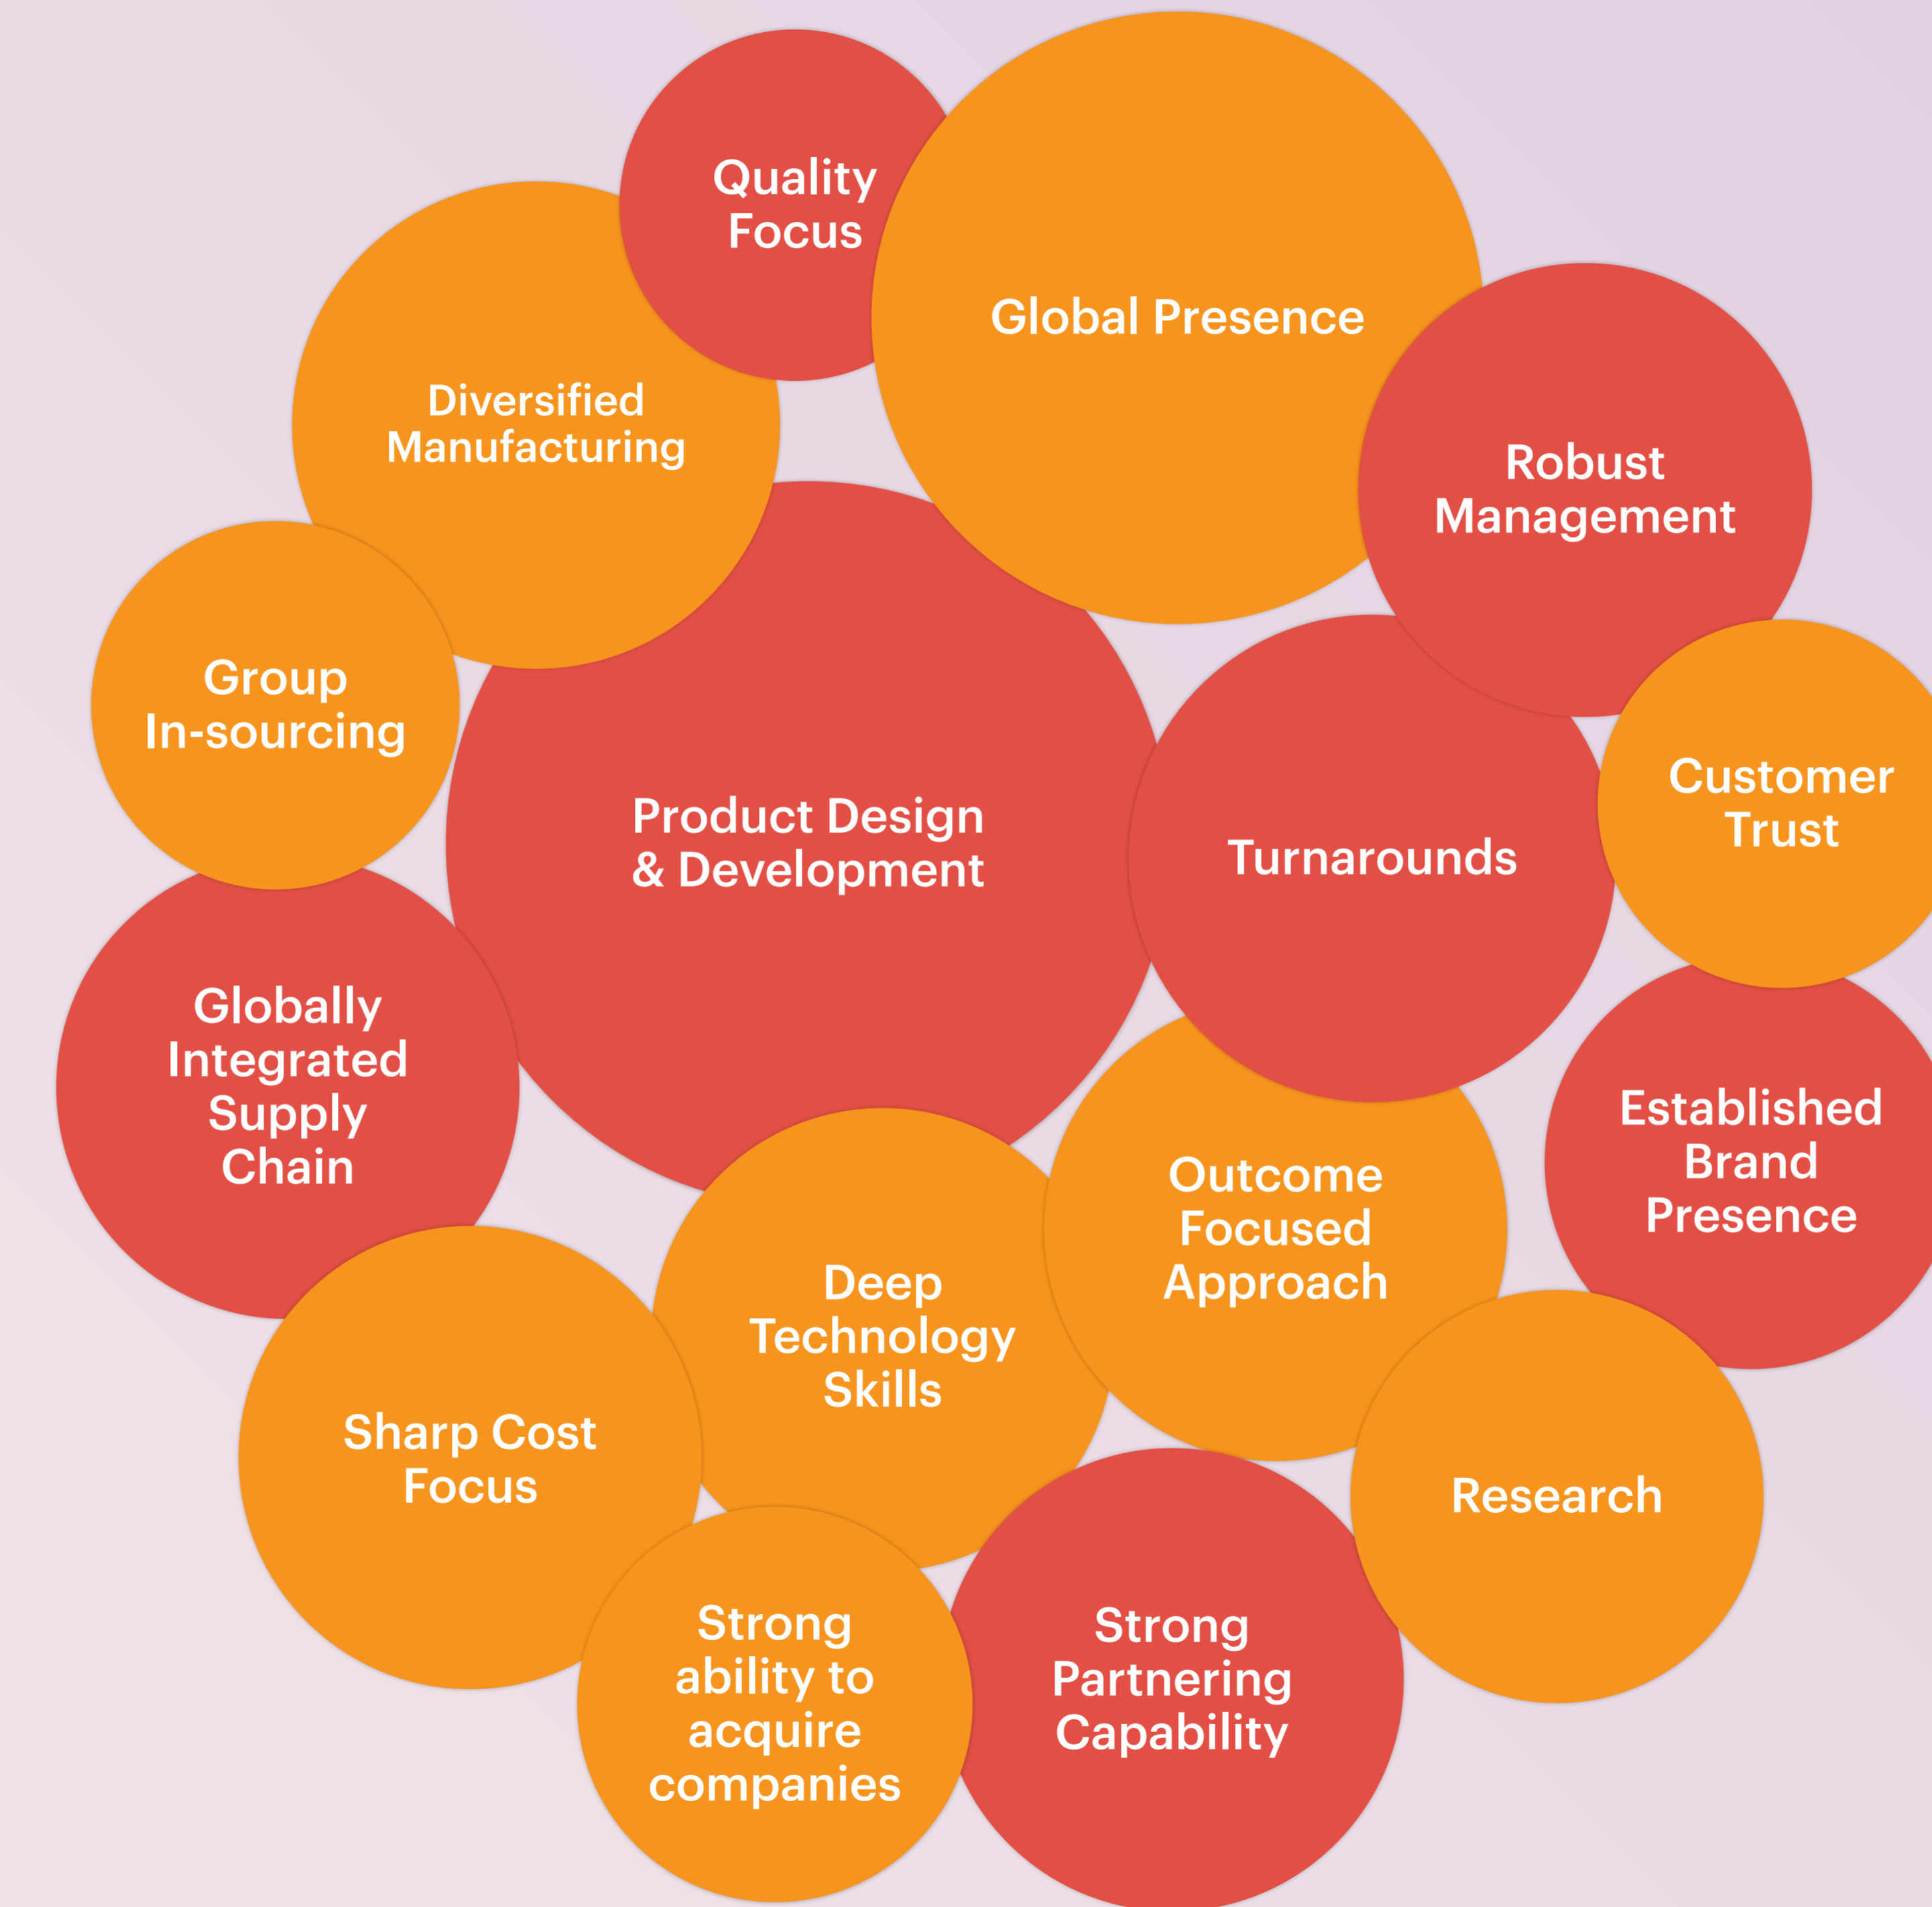 Quality
Focus
Global Presence
Diversified
Manufacturing
Robust
Management
Group
In-sourcing
Product Design
& Development
Turnarounds
Customer
Trust
Globally
Integrated
Supply
Chain
Established
Brand
Presence
Outcome
Focused
Approach
Deep
Technology
Skills
Sharp Cost
Focus
Research
Strong
ability to
acquire
companies
Strong
Partnering
Capability